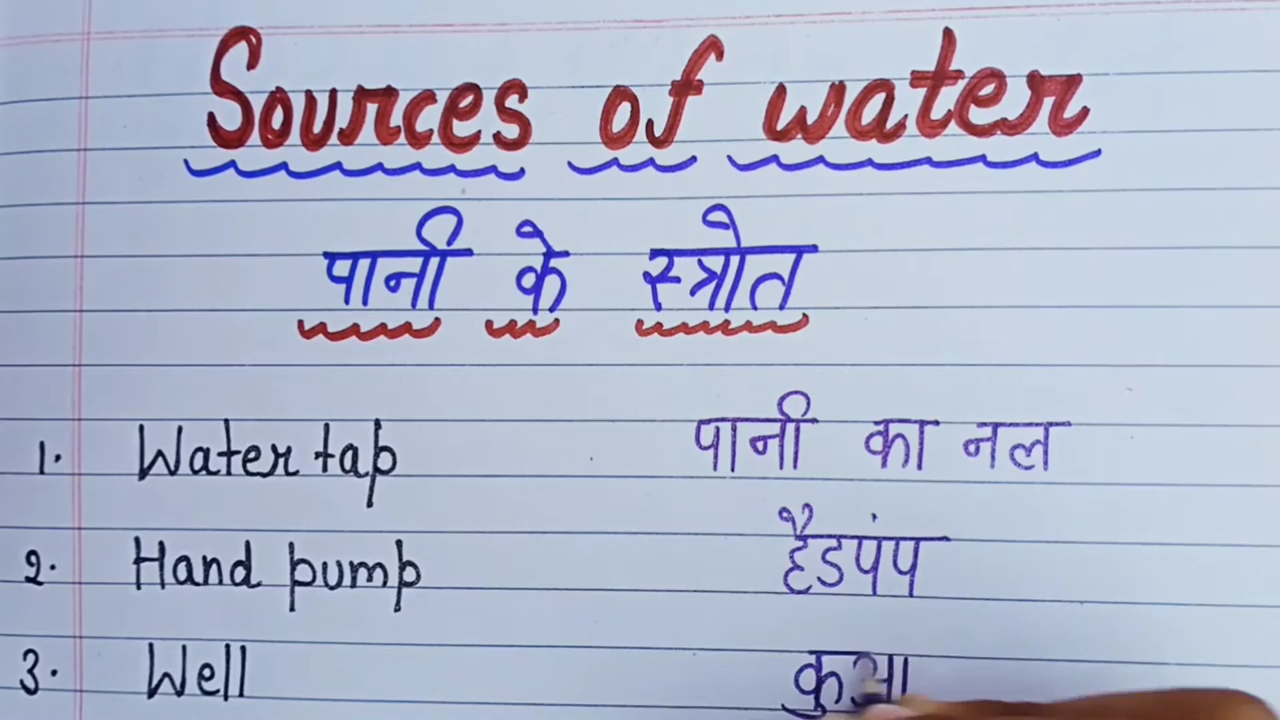 Sources of water
पानी के स्त्रोत
1. Water tap पानी का नल
2. Hand pump हैडपंप
3. Well कुआ